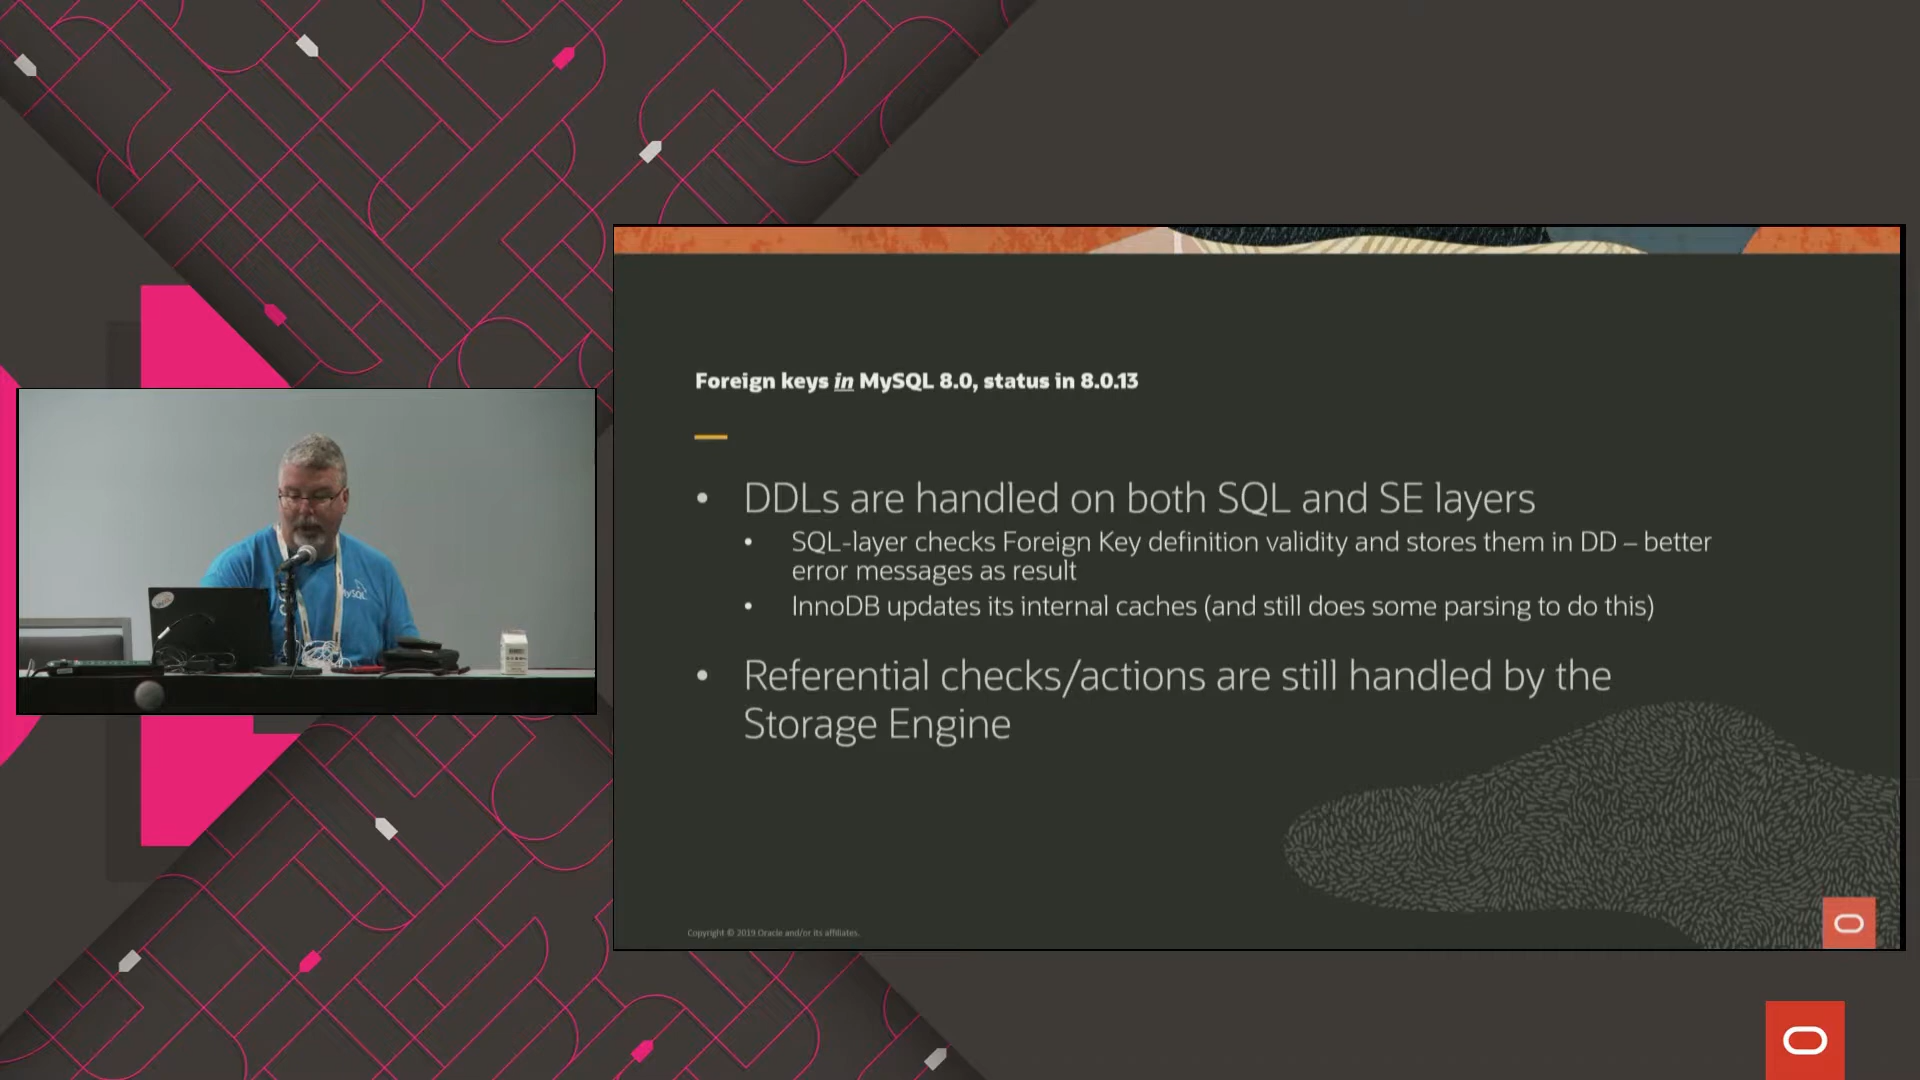 Foreign keys in MySQL 8.0, status in 8.0.13
• DDLs are handled on both SQL and SE layers
• SQL-layer checks Foreign Key definition validity and stores them in DD – better
error messages as result
• InnoDB updates its internal caches (and still does some parsing to do this)
• Referential checks/actions are still handled by the
Storage Engine
Copyright © 2019 Oracle and/or its affiliates.